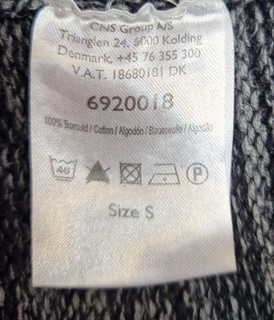 CNS Group NS
Trianglen 24, 6000 Kolding
Denmark, +45 76 355 300
V.A.T. 18680181 DK
6920018
100% Bomuld / Cotton / Algodón / Baumwolle / Algodão
40
P
Size S